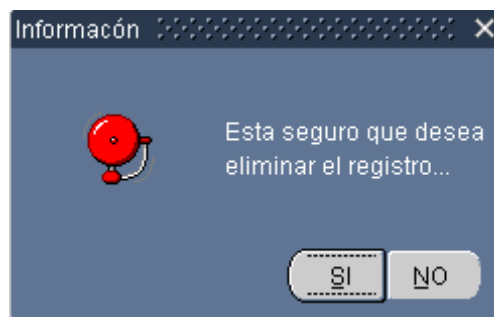 Informacón
Esta seguro que desea
eliminar el registro...
SI NO